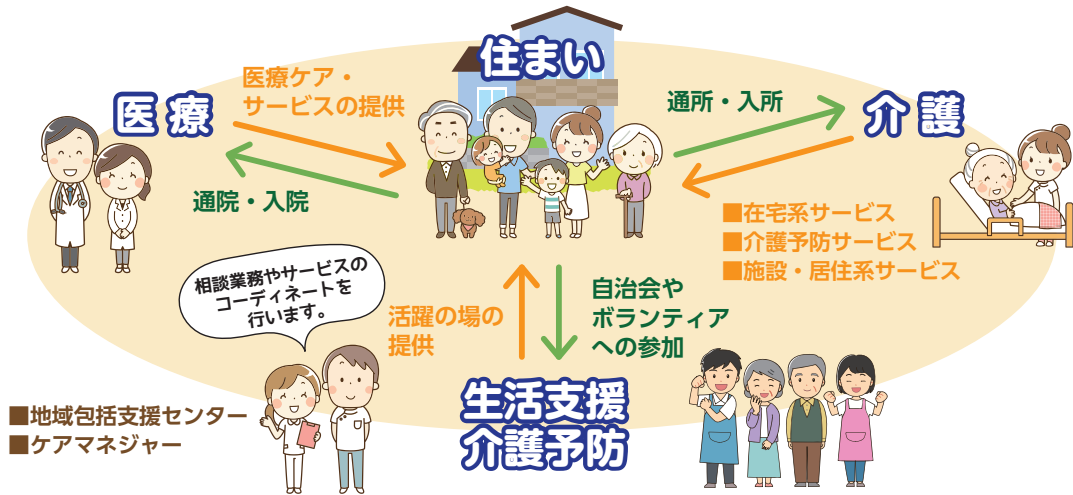 住まい
医療
医療ケア・
サービスの提供
通院・入院
通所・入所
介護
■在宅系サービス
■介護予防サービス
■施設・居住系サービス
相談業務やサービスの
コーディネートを
行います。
活躍の場の
提供
自治会や
ボランティア
への参加
生活支援
介護予防
■地域包括支援センター
■ケアマネジャー